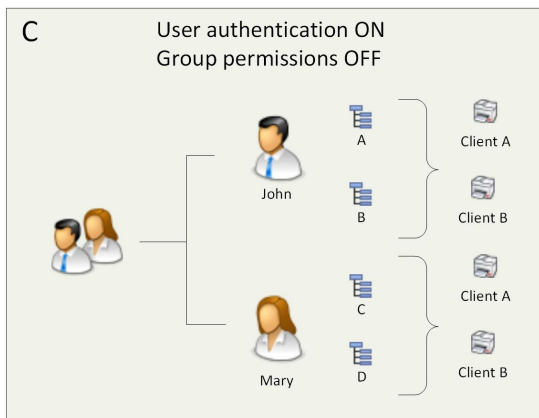 C
User authentication ON
Group permissions OFF
John
A
B
Client A
Client B
Mary
C
D
Client A
Client B